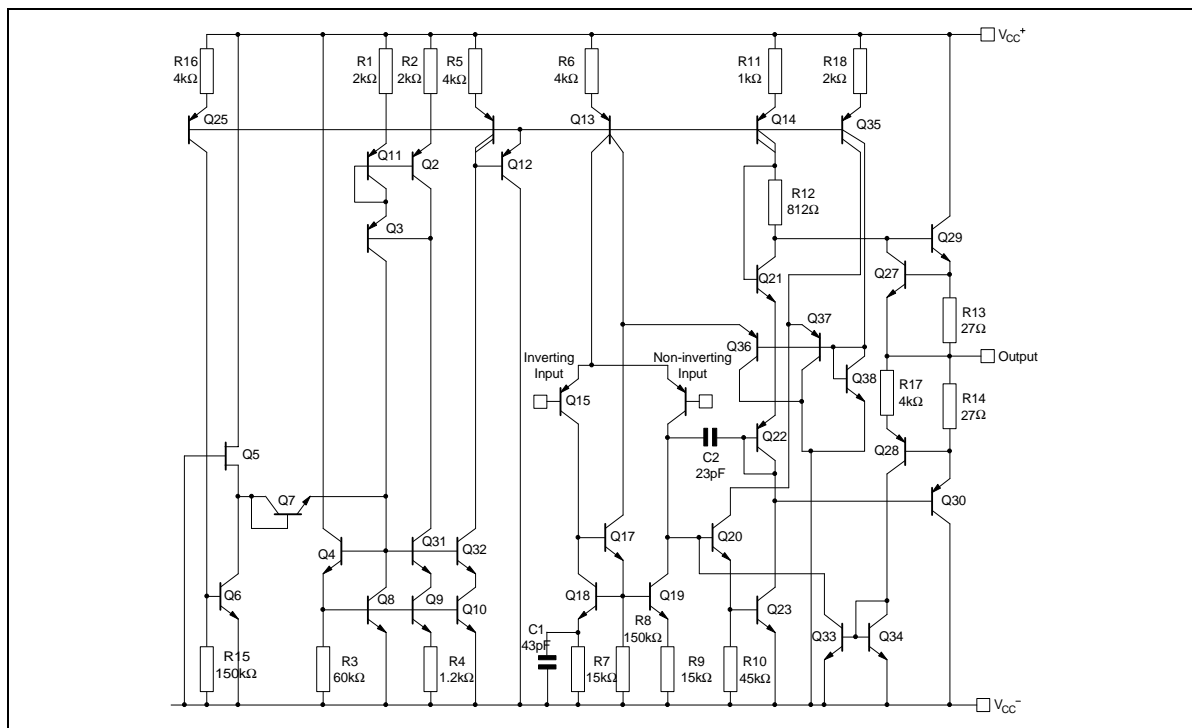 V_CC+
R16
4kΩ
R1
2kΩ
R2
2kΩ
R5
4kΩ
R6
4kΩ
R11
1kΩ
R18
2kΩ
Q25
Q13
Q14
Q35
Q11
Q2
Q12
R12
812Ω
Q3
Q29
Q21
Q27
R13
27Ω
Q36
Q37
Output
Inverting
Input
Non-inverting
Input
Q38
R17
4kΩ
R14
27Ω
Q15
Q22
C2
23pF
Q5
Q28
Q7
Q30
Q4
Q31
Q32
Q17
Q20
Q6
Q8
Q9
Q10
Q18
Q19
Q23
R8
150kΩ
C1
43pF
Q33
Q34
R15
150kΩ
R3
60kΩ
R4
1.2kΩ
R7
15kΩ
R9
15kΩ
R10
45kΩ
V_CC−